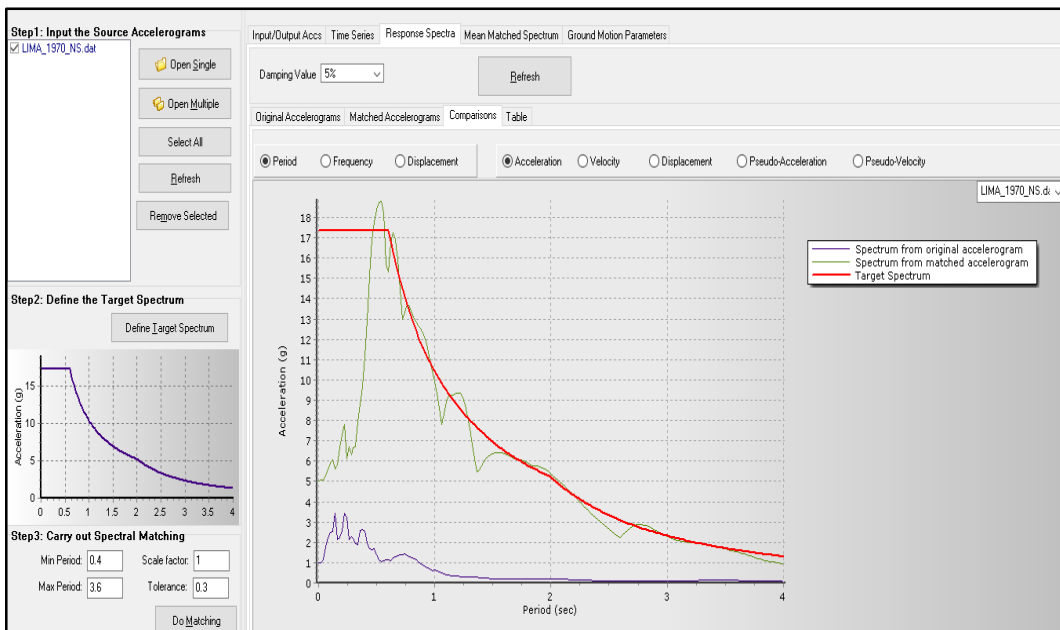 Step1: Input the Source Accelerograms
LIMA_1970_NS.dat
Open Single
Open Multiple
Select All
Refresh
Remove Selected
Step2: Define the Target Spectrum
Define Target Spectrum
Acceleration (g)
15
10
5
0
0 0.5 1 1.5 2 2.5 3 3.5 4
Step3: Carry out Spectral Matching
Min Period: 0.4 Scale factor: 1
Max Period: 3.6 Tolerance: 0.3
Do Matching
Input/Output Accs Time Series Response Spectra Mean Matched Spectrum Ground Motion Parameters
Damping Value 5% Refresh
Original Accelerograms Matched Accelerograms Comparisons Table
Period Frequency Displacement Acceleration Velocity Displacement Pseudo-Acceleration Pseudo-Velocity
LIMA_1970_NS.da
Spectrum from original accelerogram
Spectrum from matched accelerogram
Target Spectrum
Acceleration (g)
18
17
16
15
14
13
12
11
10
9
8
7
6
5
4
3
2
1
0
0 1 2 3 4
Period (sec)